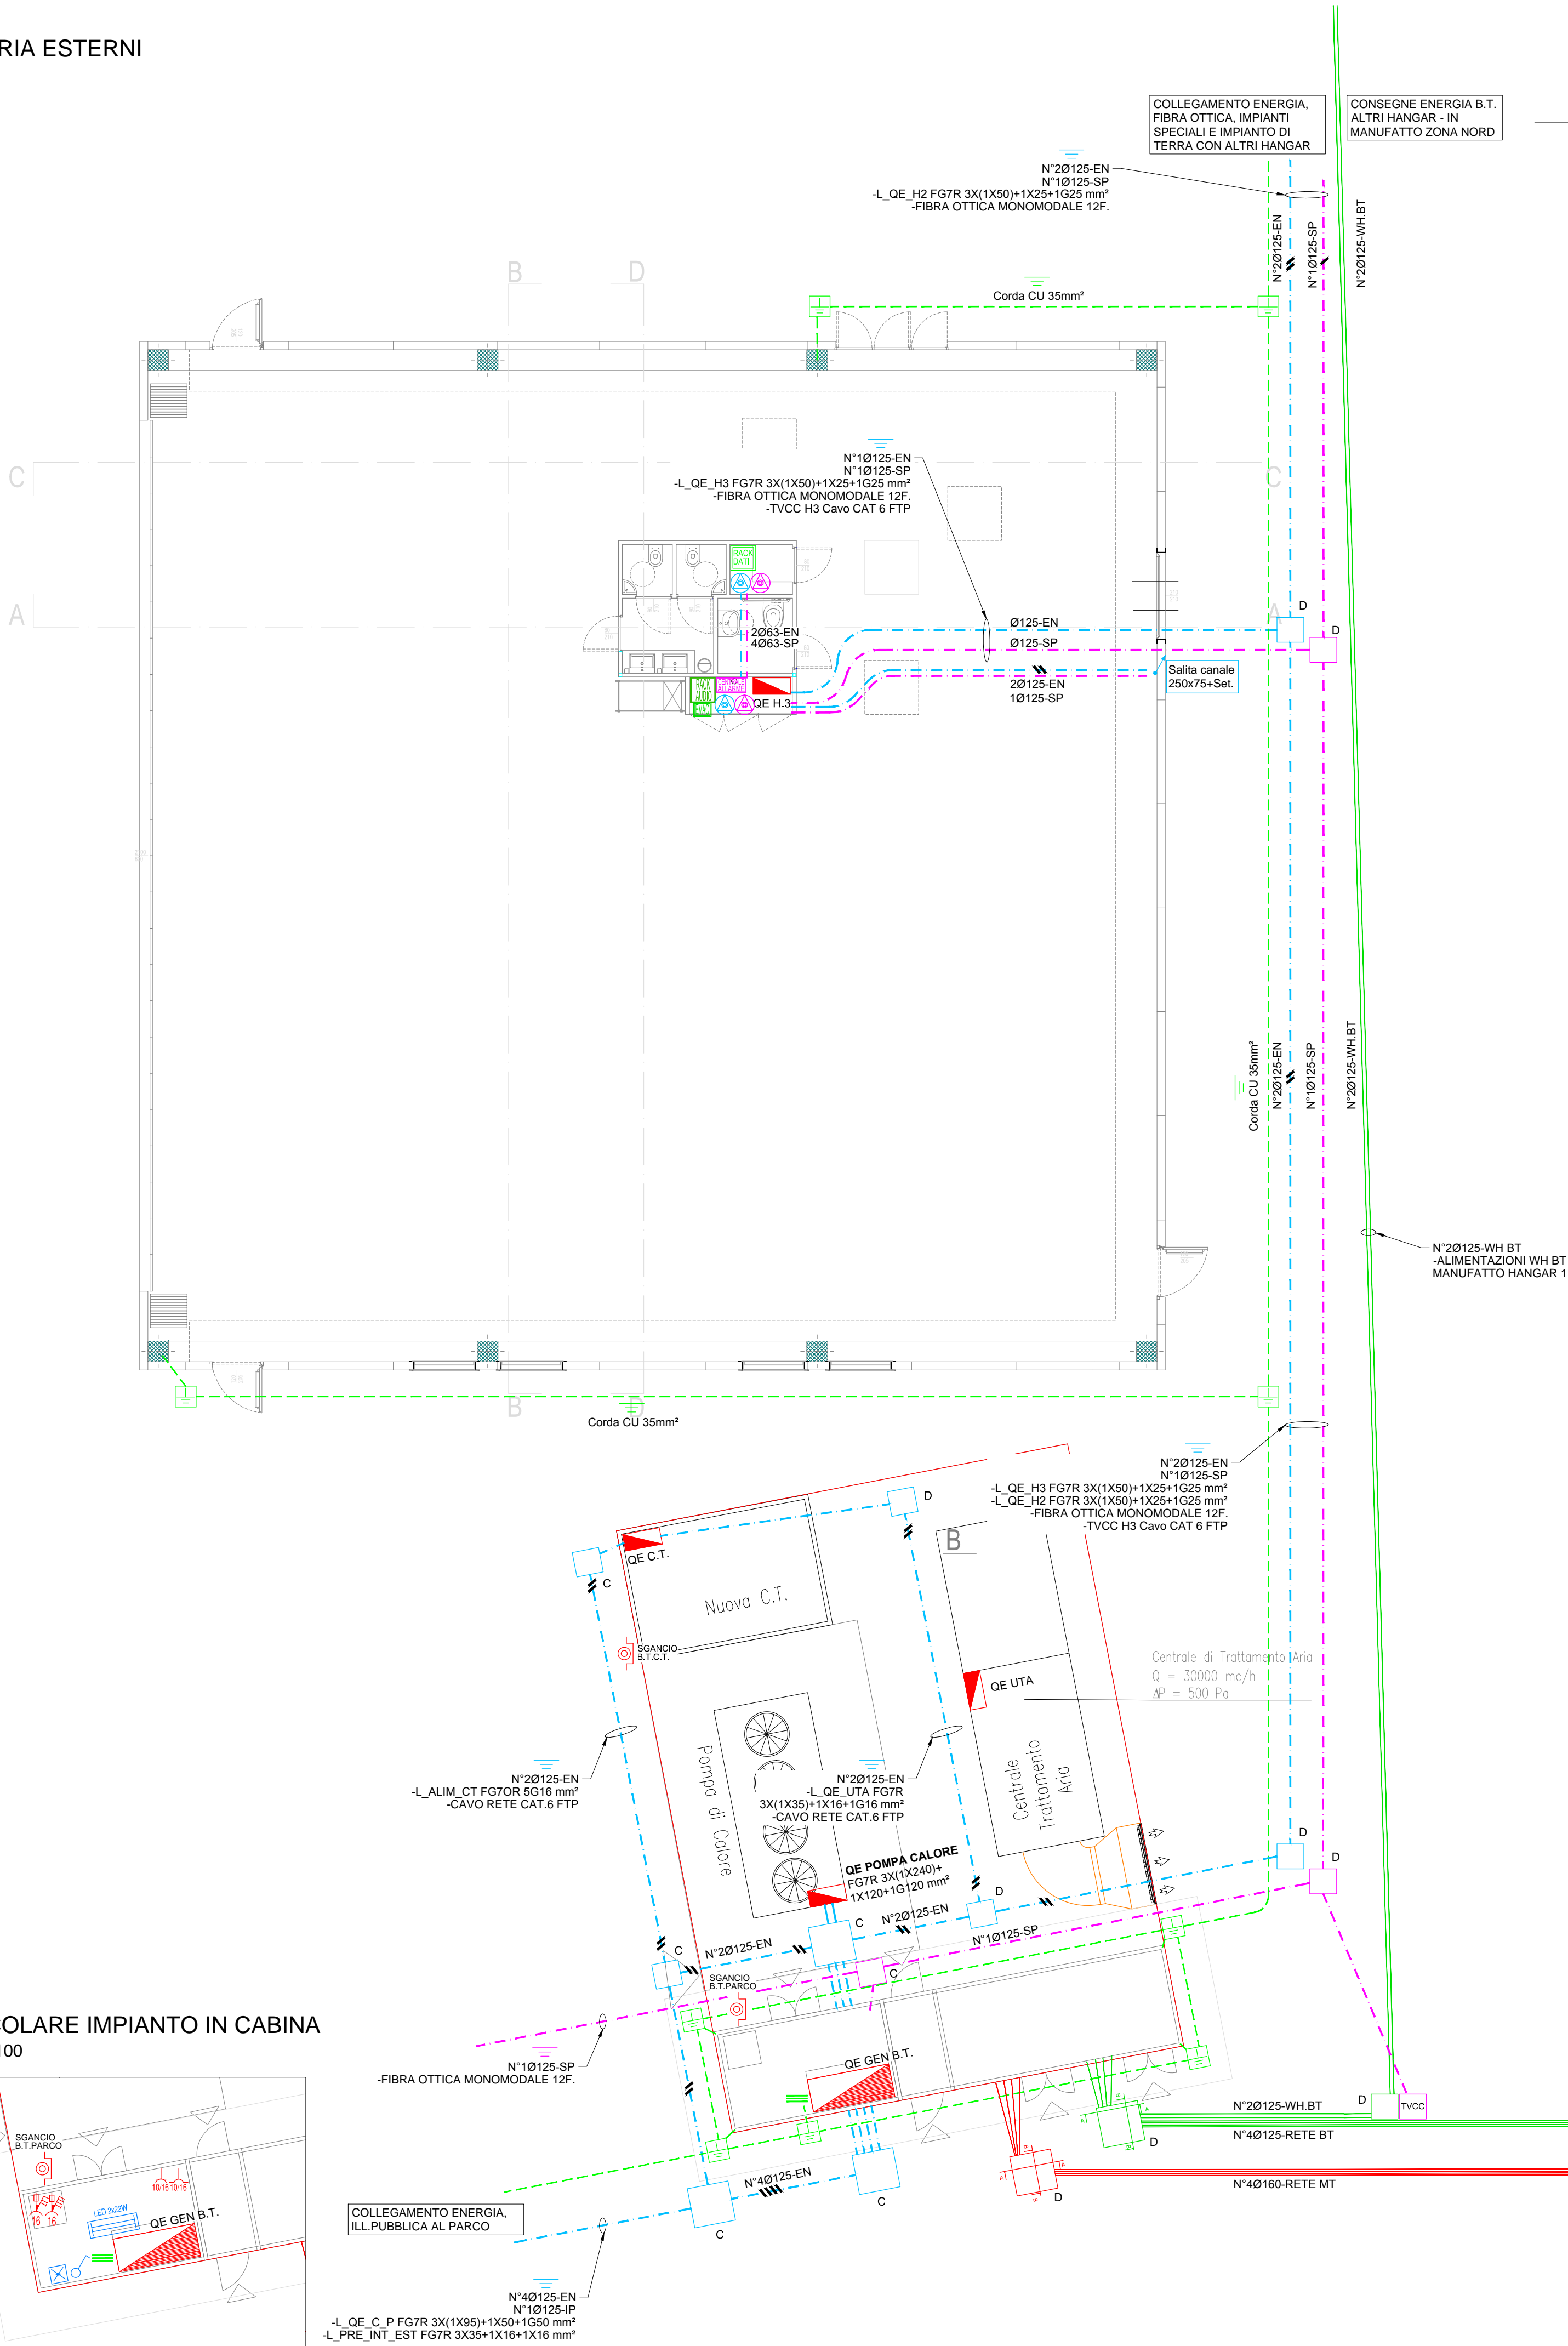 RIA ESTERNI
COLLEGAMENTO ENERGIA,
FIBRA OTTICA, IMPIANTI
SPECIALI E IMPIANTO DI
TERRA CON ALTRI HANGAR
CONSEGNE ENERGIA B.T.
ALTRI HANGAR - IN
MANUFATTO ZONA NORD
N°2Ø125-EN
N°1Ø125-SP
-L_QE_H2 FG7R 3X(1X50)+1X25+1G25 mm²
-FIBRA OTTICA MONOMODALE 12F.
N°2Ø125-EN
N°1Ø125-SP
N°2Ø125-WH.BT
B
D
Corda CU 35mm²
C
C
N°1Ø125-EN
N°1Ø125-SP
-L_QE_H3 FG7R 3X(1X50)+1X25+1G25 mm²
-FIBRA OTTICA MONOMODALE 12F.
-TVCC H3 Cavo CAT 6 FTP
RACK
DATI
A
A
D
D
Ø125-EN
Ø125-SP
2Ø63-EN
4Ø63-SP
Salita canale
250x75+Set.
2Ø125-EN
1Ø125-SP
RACK
AUDIO
EVAC
CENTRALE
ALLARME
QE H.3
Corda CU 35mm²
N°2Ø125-EN
N°1Ø125-SP
N°2Ø125-WH.BT
N°2Ø125-WH BT
-ALIMENTAZIONI WH BT
MANUFATTO HANGAR 1
B
D
Corda CU 35mm²
N°2Ø125-EN
N°1Ø125-SP
-L_QE_H3 FG7R 3X(1X50)+1X25+1G25 mm²
-L_QE_H2 FG7R 3X(1X50)+1X25+1G25 mm²
-FIBRA OTTICA MONOMODALE 12F.
-TVCC H3 Cavo CAT 6 FTP
D
B
QE C.T.
C
Nuova C.T.
SGANCIO
B.T.C.T.
Centrale di Trattamento Aria
Q = 30000 mc/h
ΔP = 500 Pa
QE UTA
Pompa di Calore
Centrale
Trattamento
Aria
N°2Ø125-EN
-L_ALIM_CT FG7OR 5G16 mm²
-CAVO RETE CAT.6 FTP
N°2Ø125-EN
-L_QE_UTA FG7R
3X(1X35)+1X16+1G16 mm²
-CAVO RETE CAT.6 FTP
D
D
QE POMPA CALORE
FG7R 3X(1X240)+
1X120+1G120 mm²
D
C
N°2Ø125-EN
C
N°2Ø125-EN
N°1Ø125-SP
C
SGANCIO
B.T.PARCO
N°1Ø125-SP
-FIBRA OTTICA MONOMODALE 12F.
QE GEN B.T.
N°2Ø125-WH.BT
D
TVCC
N°4Ø125-RETE BT
A
A
B
B
D
N°4Ø160-RETE MT
A
A
B
B
D
N°4Ø125-EN
C
C
COLLEGAMENTO ENERGIA,
ILL.PUBBLICA AL PARCO
N°4Ø125-EN
N°1Ø125-IP
-L_QE_C_P FG7R 3X(1X95)+1X50+1G50 mm²
-L_PRE_INT_EST FG7R 3X35+1X16+1X16 mm²
OLARE IMPIANTO IN CABINA
00
SGANCIO
B.T.PARCO
10/16 10/16
16 16
LED 2x22W
QE GEN B.T.